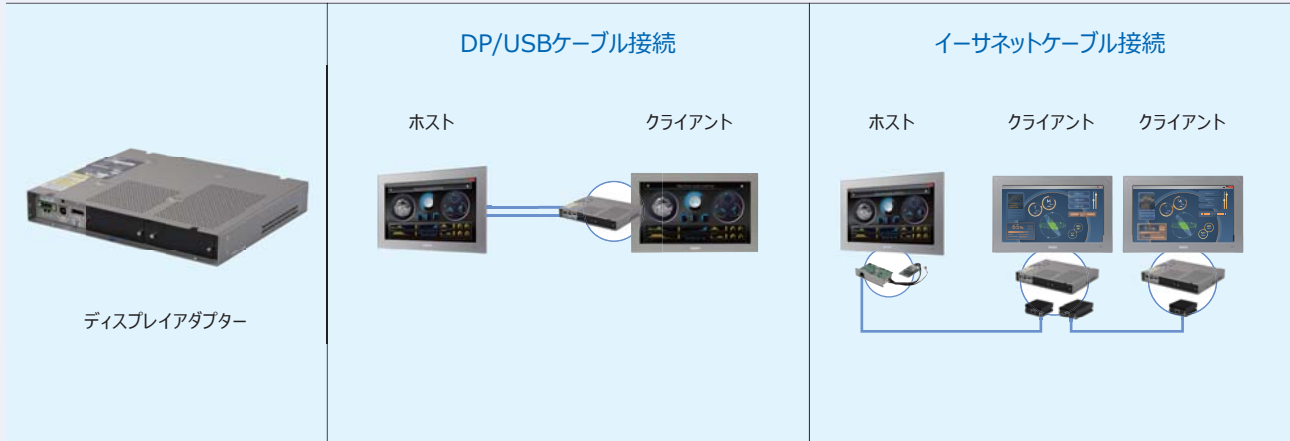 ディスプレイアダプター
DP/USBケーブル接続
ホスト
クライアント
イーサネットケーブル接続
ホスト
クライアント
クライアント